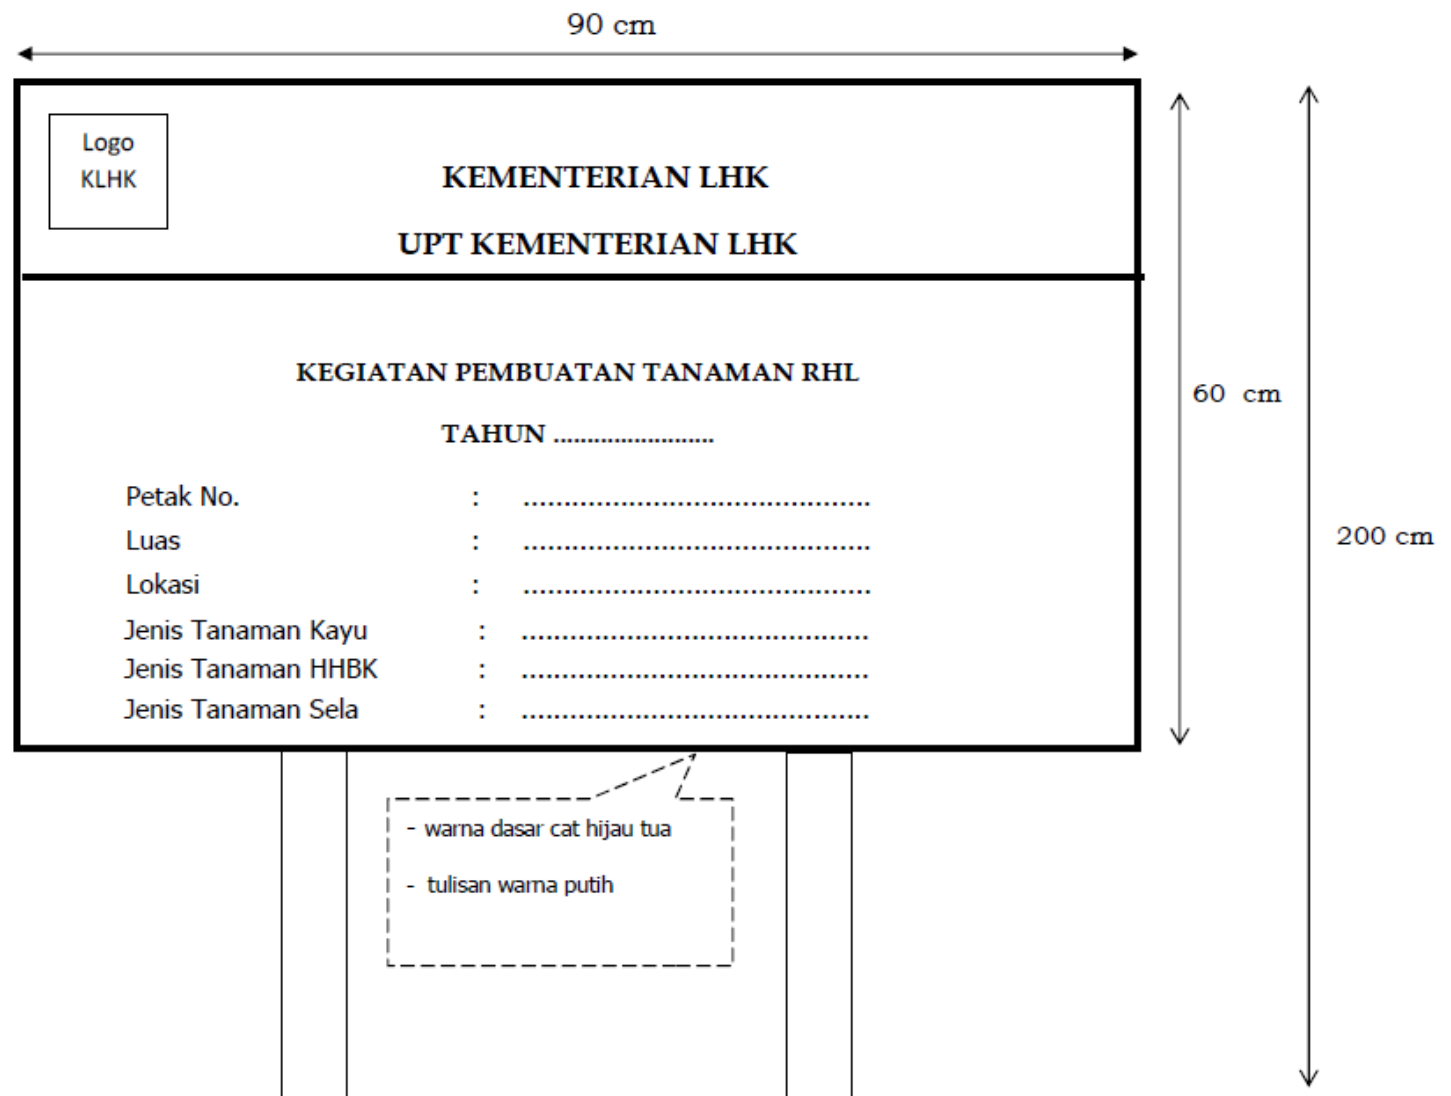 90 cm
Logo
KLHK
KEMENTERIAN LHK
UPT KEMENTERIAN LHK
KEGIATAN PEMBUATAN TANAMAN RHL
60 cm
TAHUN ........................
Petak No. : ...........................................
Luas : ...........................................
200 cm
Lokasi : ...........................................
Jenis Tanaman Kayu : ...........................................
Jenis Tanaman HHBK : ...........................................
Jenis Tanaman Sela : ...........................................
- warna dasar cat hijau tua
- tulisan warna putih